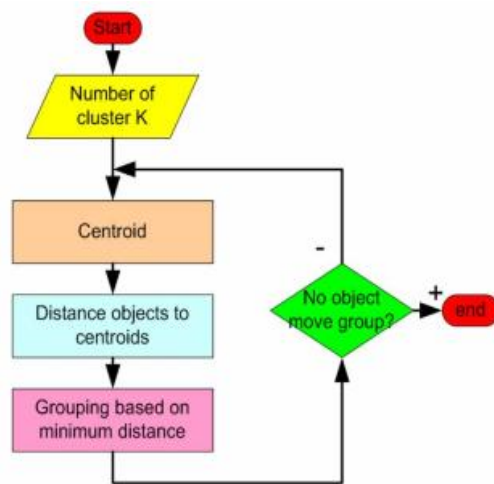 Start
Number of
cluster K
Centroid
-
No object
move group?
+
end
Distance objects to
centroids
Grouping based on
minimum distance